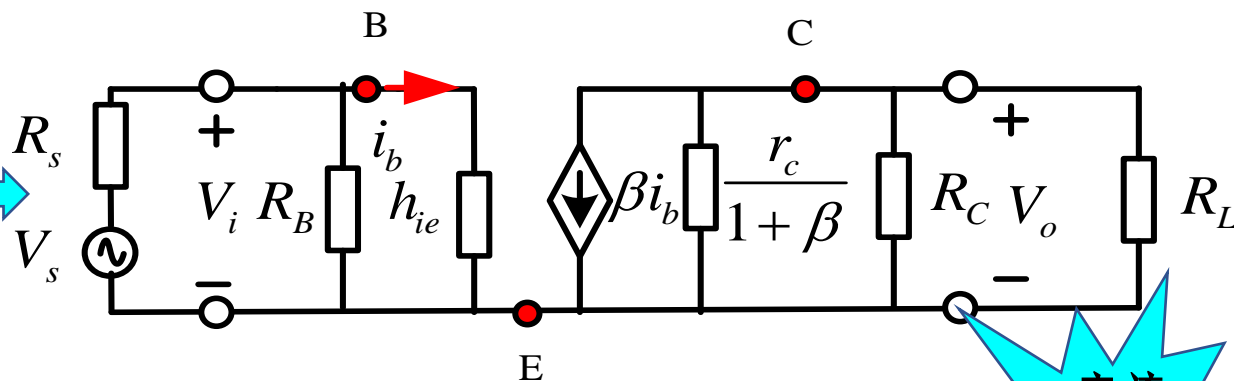 B
C
R_s
+
i_b
r_c
+
V_i
R_B
h_ie
βi_b
1 + β
R_C
V_o
R_L
V_s
−
−
E